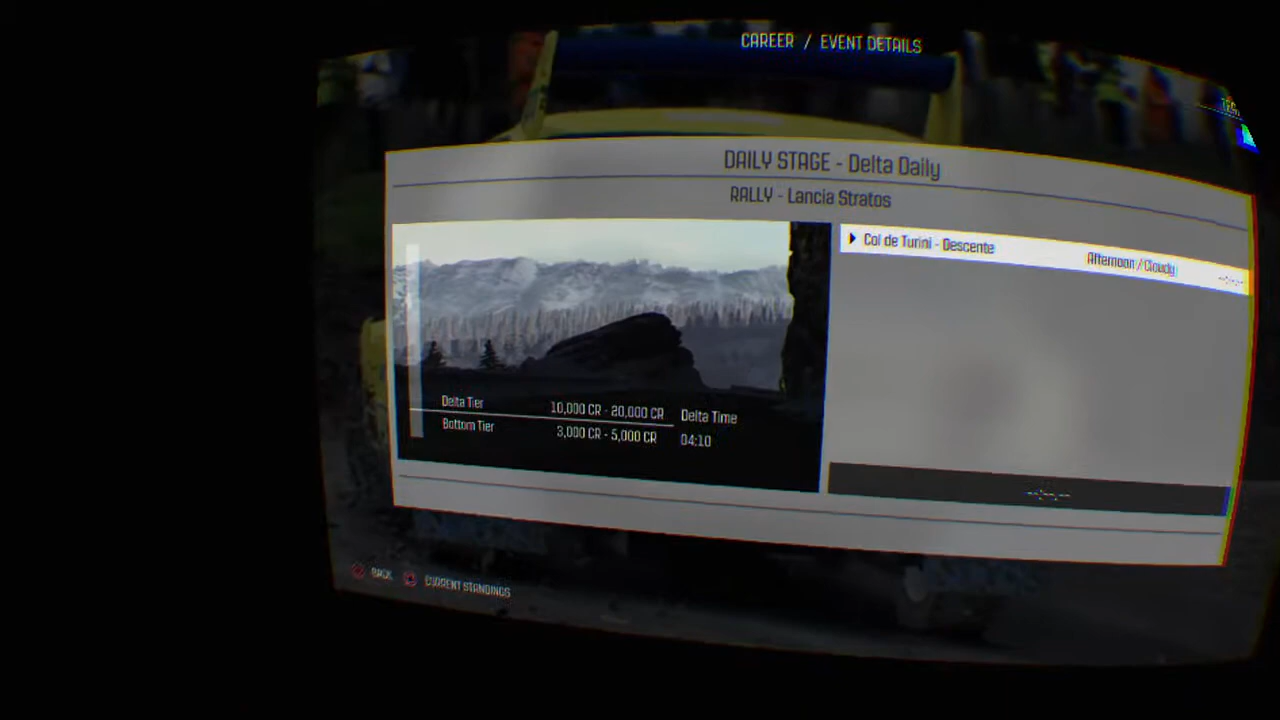 CAREER / EVENT DETAILS
DAILY STAGE - Delta Daily
RALLY - Lancia Stratos
Col de Turini - Descente
Afternoon / Cloudy
--:--.---
Delta Tier 10,000 CR - 20,000 CR Delta Time
Bottom Tier 3,000 CR - 5,000 CR 04:10
--:--.---
BACK CURRENT STANDINGS